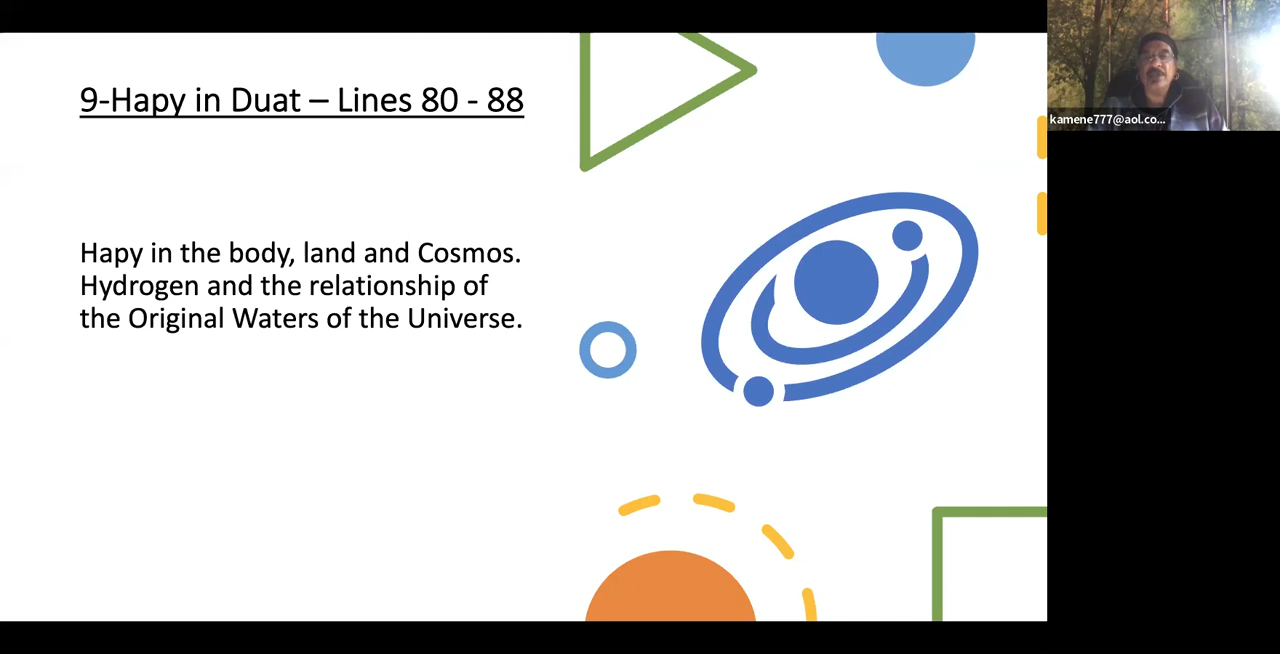 9-Hapy in Duat – Lines 80 - 88
Hapy in the body, land and Cosmos.
Hydrogen and the relationship of
the Original Waters of the Universe.
kamene777@aol.co...